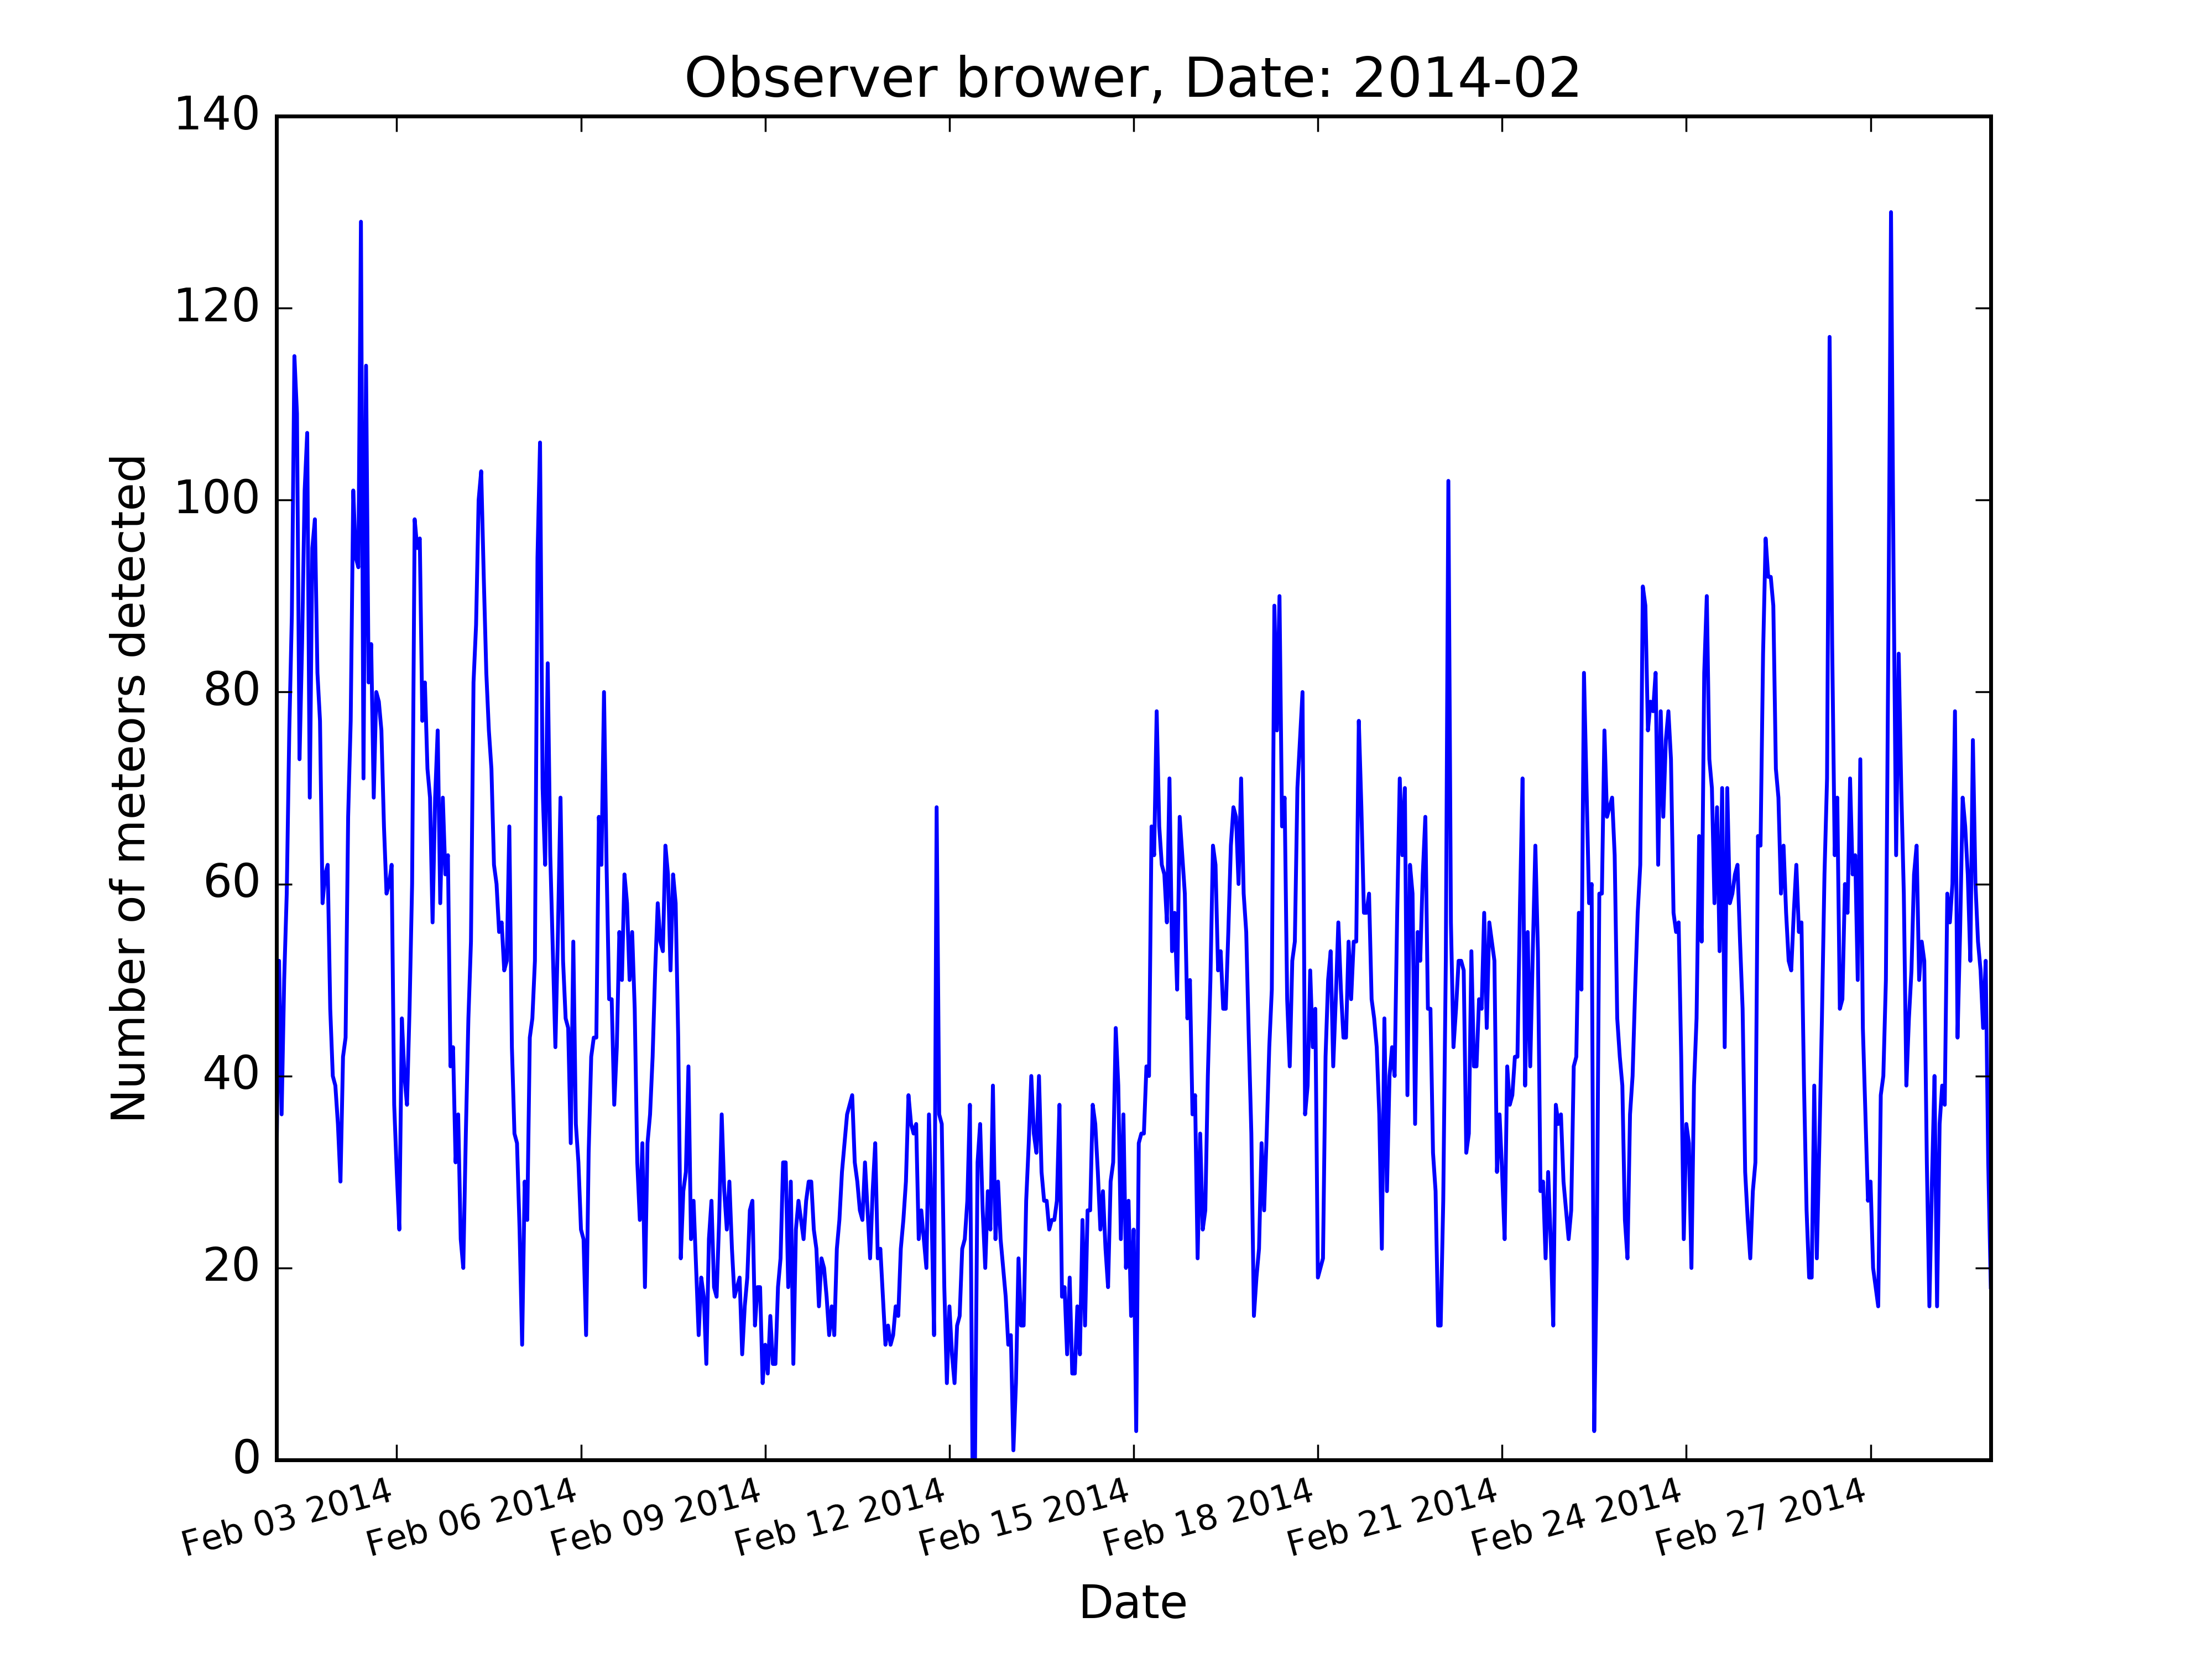 Observer brower, Date: 2014-02
140
120
100
80
60
40
20
0
Number of meteors detected
Feb 03 2014
Feb 06 2014
Feb 09 2014
Feb 12 2014
Feb 15 2014
Feb 18 2014
Feb 21 2014
Feb 24 2014
Feb 27 2014
Date